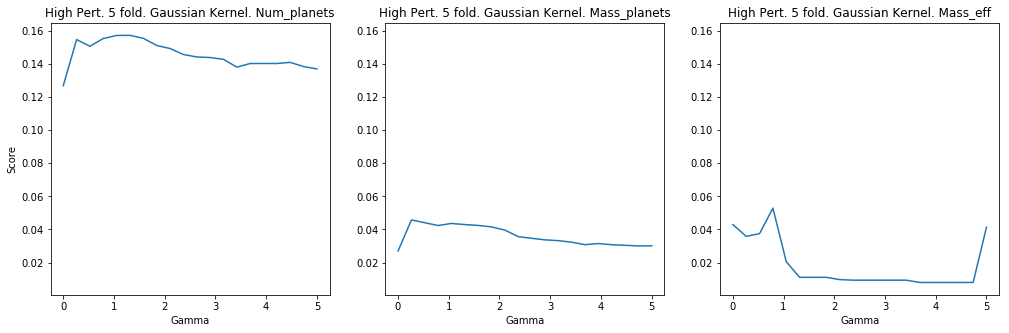 High Pert. 5 fold. Gaussian Kernel. Num_planets
0.16
0.14
0.12
0.10
0.08
0.06
0.04
0.02
Score
0 1 2 3 4 5
Gamma
High Pert. 5 fold. Gaussian Kernel. Mass_planets
0.16
0.14
0.12
0.10
0.08
0.06
0.04
0.02
0 1 2 3 4 5
Gamma
High Pert. 5 fold. Gaussian Kernel. Mass_eff
0.16
0.14
0.12
0.10
0.08
0.06
0.04
0.02
0 1 2 3 4 5
Gamma